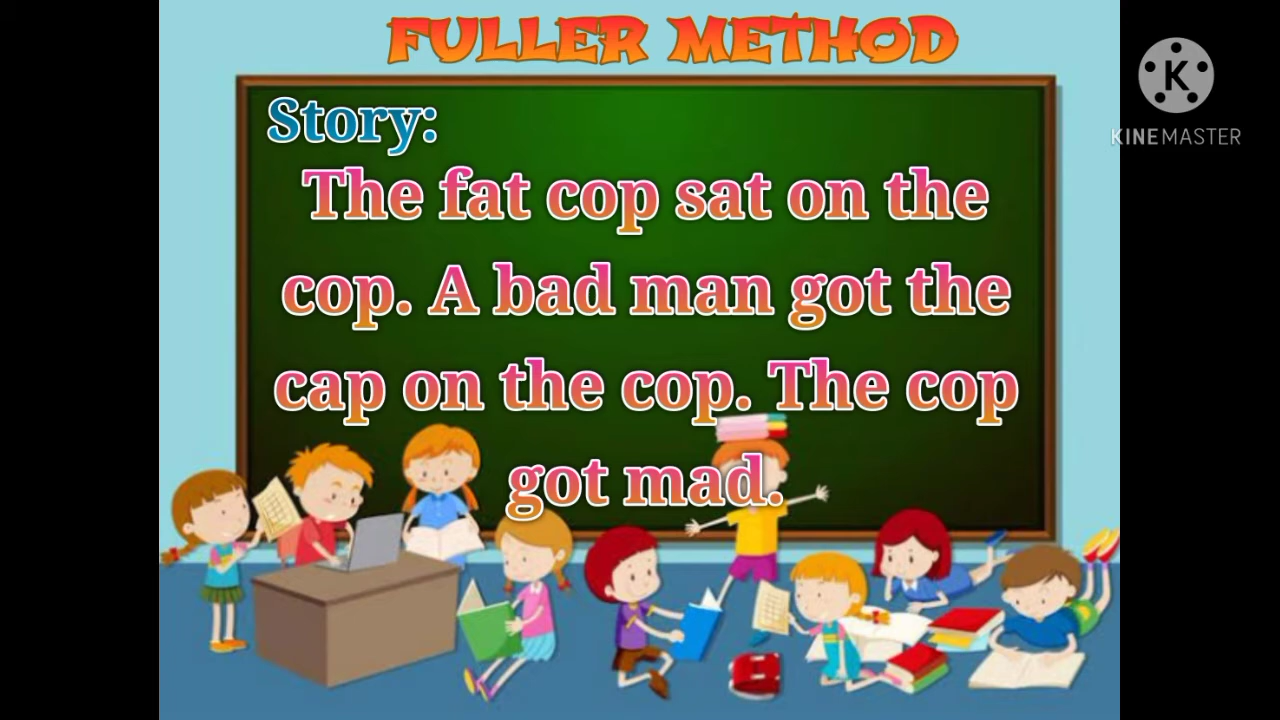 FULLER METHOD
K
KINEMASTER
Story:
The fat cop sat on the
cop. A bad man got the
cap on the cop. The cop
got mad.